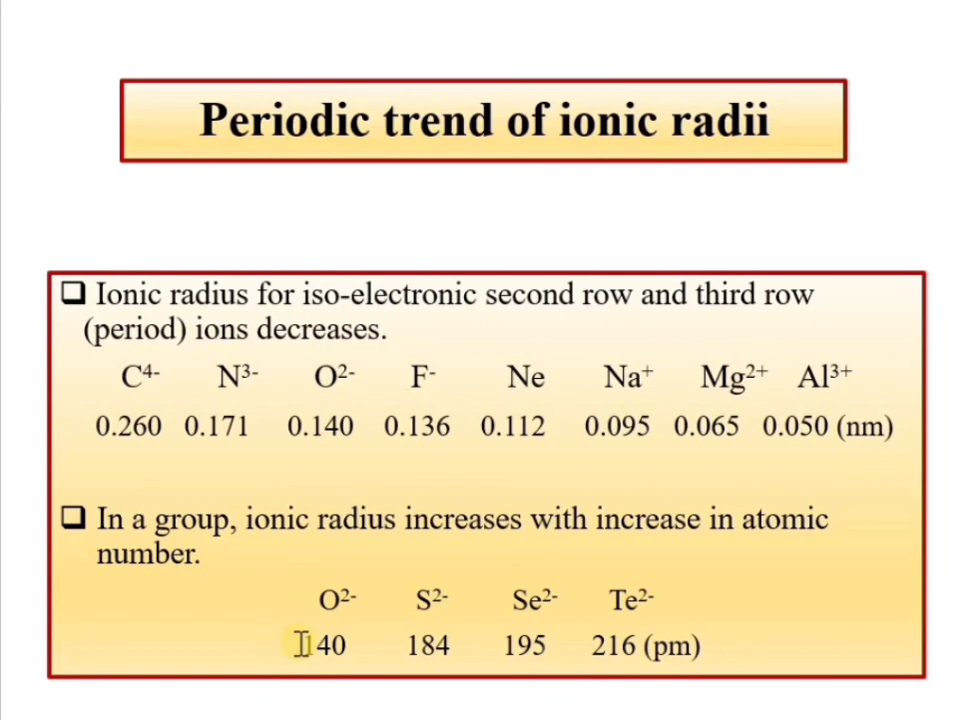 Periodic trend of ionic radii
Ionic radius for iso-electronic second row and third row
(period) ions decreases.
C⁴⁻ N³⁻ O²⁻ F⁻ Ne Na⁺ Mg²⁺ Al³⁺
0.260 0.171 0.140 0.136 0.112 0.095 0.065 0.050 (nm)
In a group, ionic radius increases with increase in atomic
number.
O²⁻ S²⁻ Se²⁻ Te²⁻
140 184 195 216 (pm)